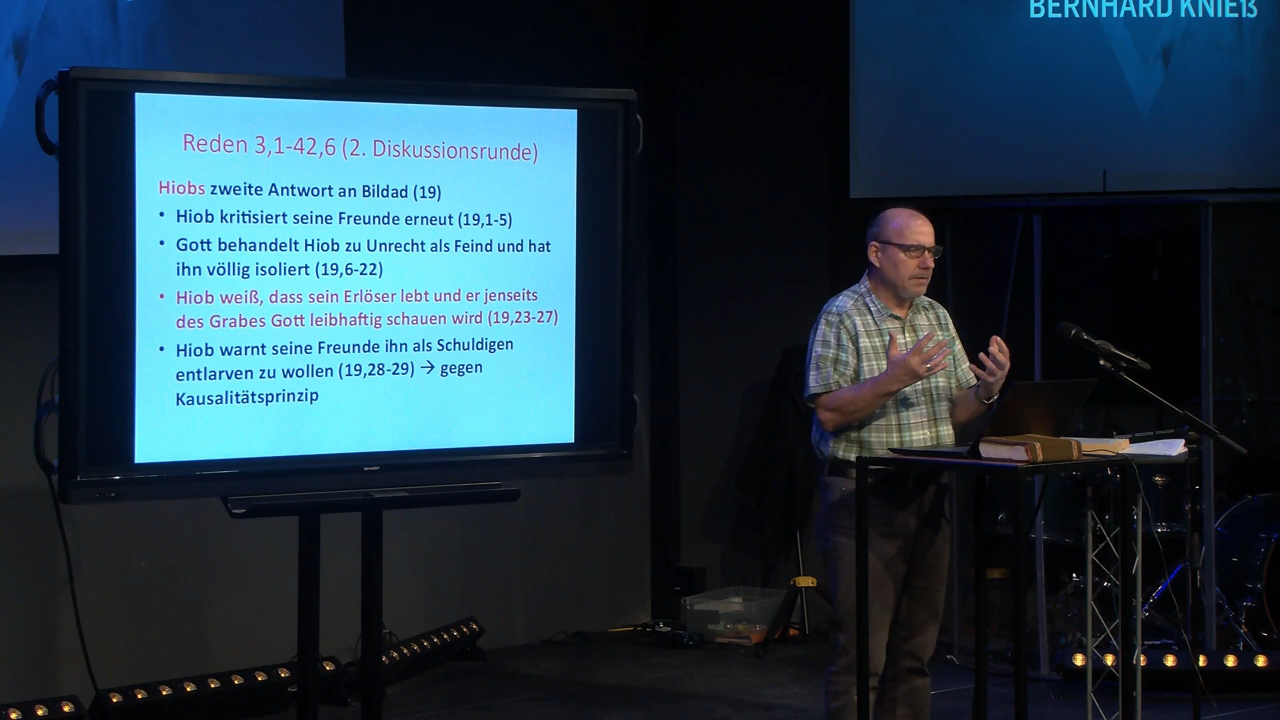 BERNHARD KNIEẞ
Reden 3,1-42,6 (2. Diskussionsrunde)
Hiobs zweite Antwort an Bildad (19)
• Hiob kritisiert seine Freunde erneut (19,1-5)
• Gott behandelt Hiob zu Unrecht als Feind und hat
ihn völlig isoliert (19,6-22)
• Hiob weiß, dass sein Erlöser lebt und er jenseits
des Grabes Gott leibhaftig schauen wird (19,23-27)
• Hiob warnt seine Freunde ihn als Schuldigen
entlarven zu wollen (19,28-29) → gegen
Kausalitätsprinzip
SHARP